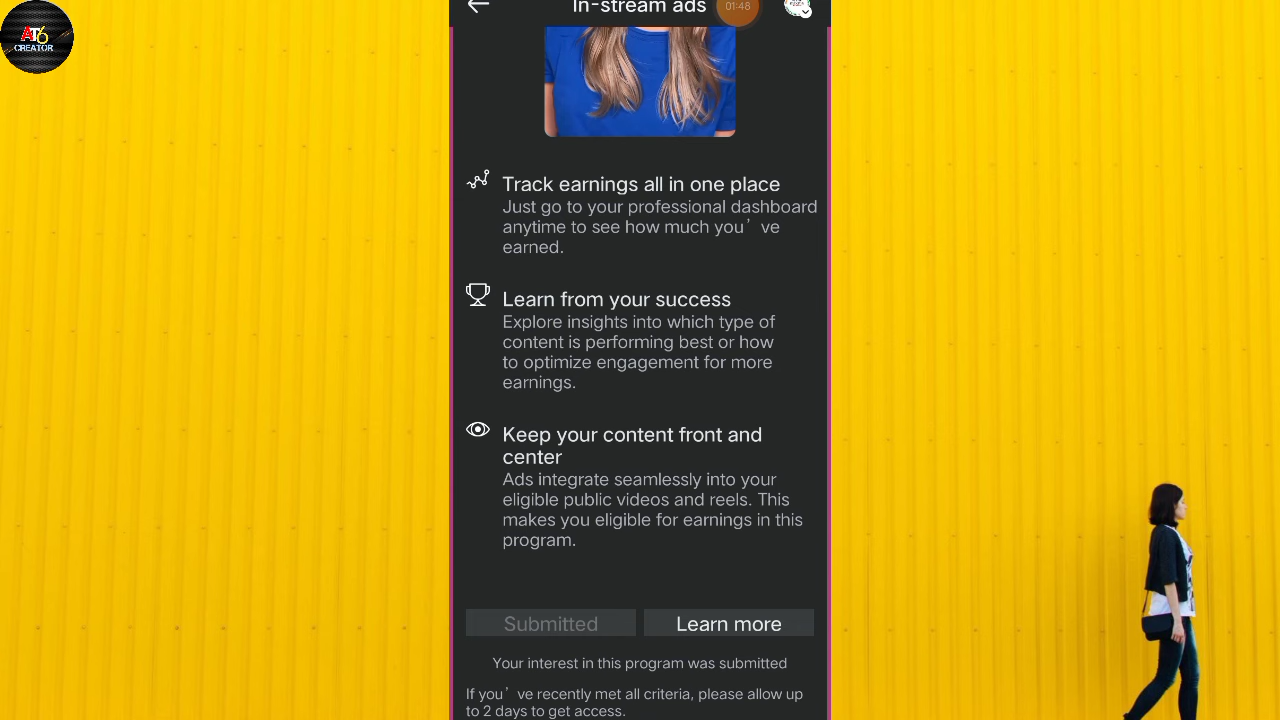 AT6
CREATOR
In-stream ads
01:48
Track earnings all in one place
Just go to your professional dashboard
anytime to see how much you’ve
earned.
Learn from your success
Explore insights into which type of
content is performing best or how
to optimize engagement for more
earnings.
Keep your content front and
center
Ads integrate seamlessly into your
eligible public videos and reels. This
makes you eligible for earnings in this
program.
Submitted
Learn more
Your interest in this program was submitted
If you’ve recently met all criteria, please allow up
to 2 days to get access.